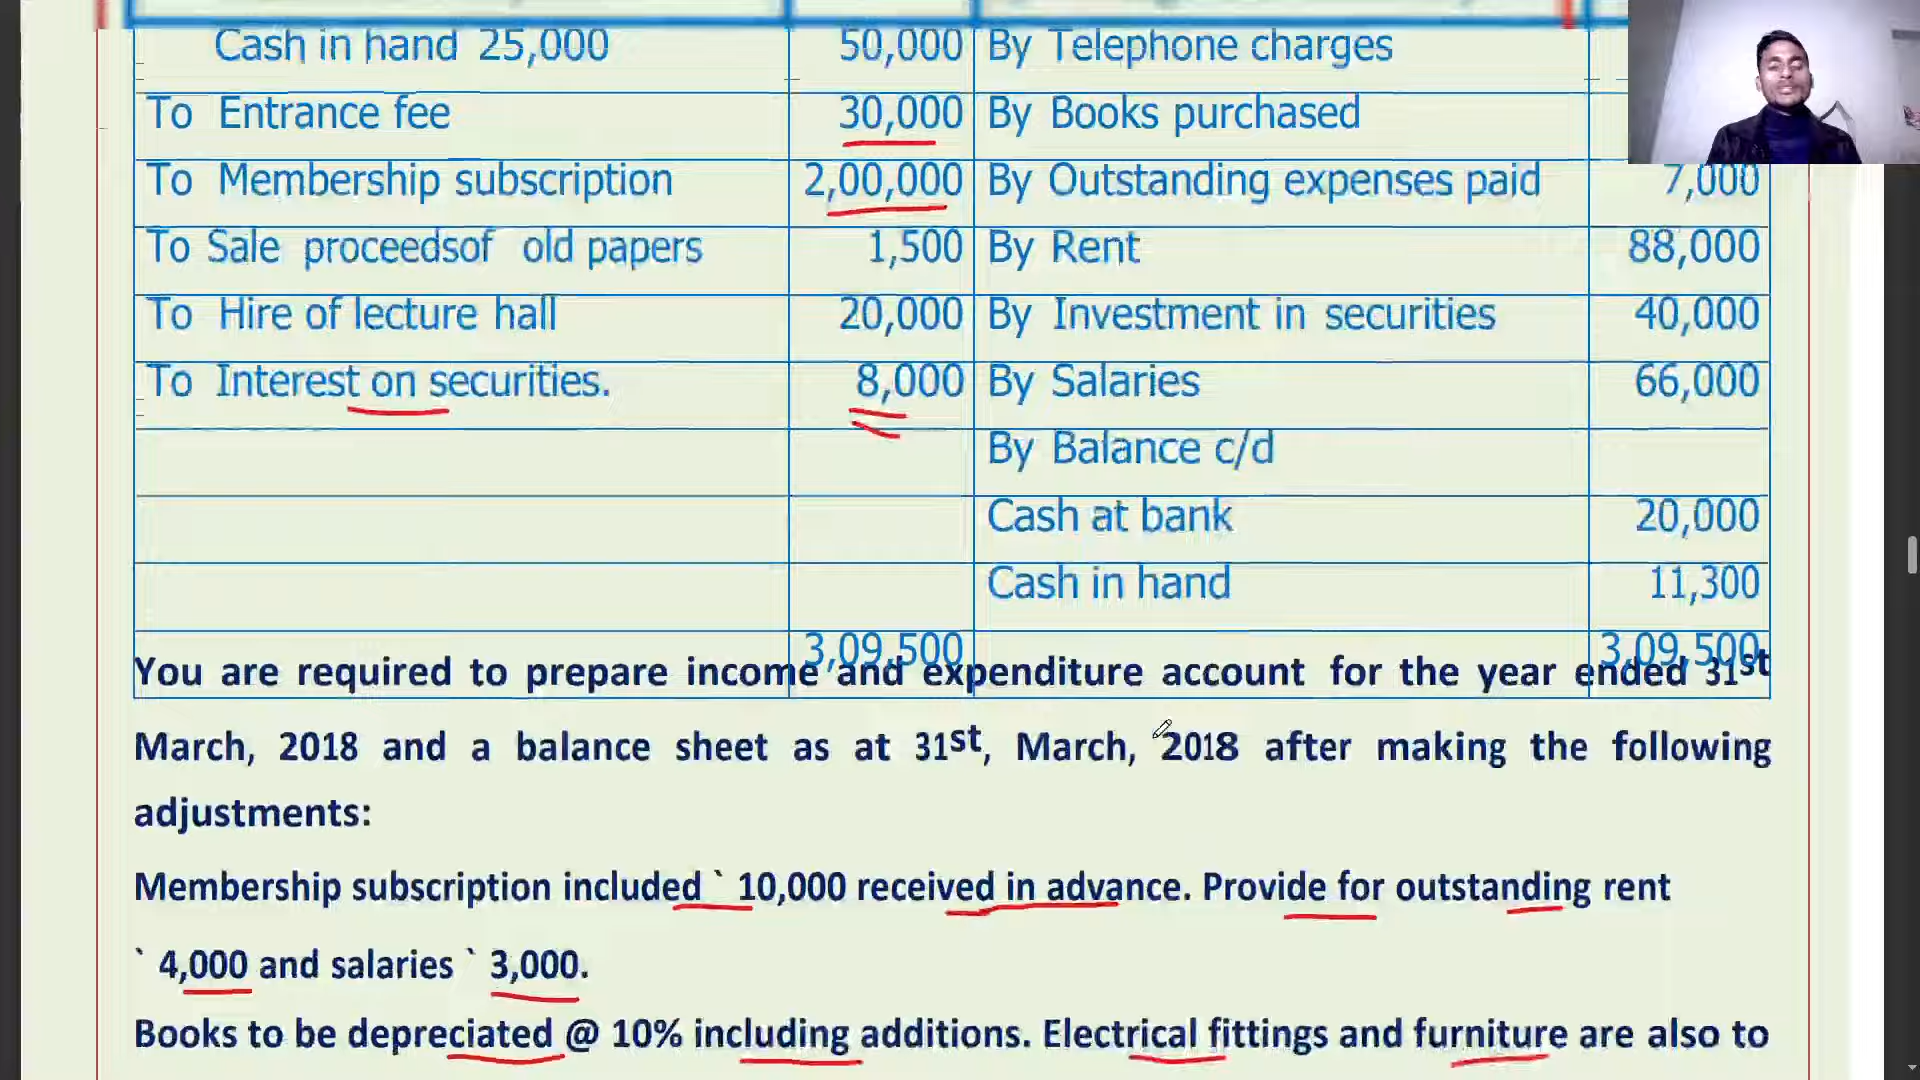 Cash in hand 25,000 50,000 By Telephone charges
To Entrance fee 30,000 By Books purchased
To Membership subscription 2,00,000 By Outstanding expenses paid 7,000
To Sale proceedsof old papers 1,500 By Rent 88,000
To Hire of lecture hall 20,000 By Investment in securities 40,000
To Interest on securities. 8,000 By Salaries 66,000
By Balance c/d
Cash at bank 20,000
Cash in hand 11,300
3,09,500 3,09,500
You are required to prepare income and expenditure account for the year ended 31st
March, 2018 and a balance sheet as at 31st, March, 2018 after making the following
adjustments:
Membership subscription included ` 10,000 received in advance. Provide for outstanding rent
` 4,000 and salaries ` 3,000.
Books to be depreciated @ 10% including additions. Electrical fittings and furniture are also to